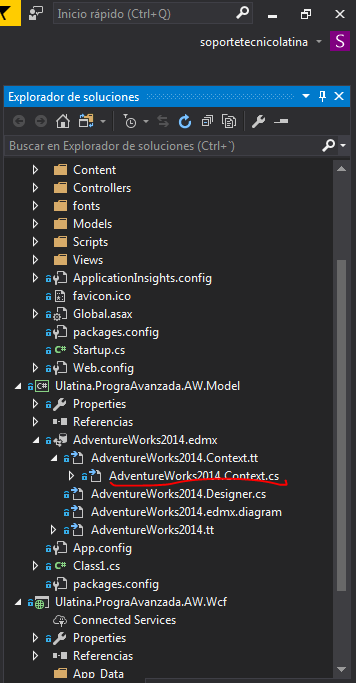 Inicio rápido (Ctrl+Q)
soportetecnicolatina
S
Explorador de soluciones
Buscar en Explorador de soluciones (Ctrl+¨)
Content
Controllers
fonts
Models
Scripts
Views
ApplicationInsights.config
favicon.ico
Global.asax
packages.config
C# Startup.cs
Web.config
C# Ulatina.PrograAvanzada.AW.Model
Properties
Referencias
AdventureWorks2014.edmx
AdventureWorks2014.Context.tt
AdventureWorks2014.Context.cs
AdventureWorks2014.Designer.cs
AdventureWorks2014.edmx.diagram
AdventureWorks2014.tt
App.config
C# Class1.cs
packages.config
Ulatina.PrograAvanzada.AW.Wcf
Connected Services
Properties
Referencias
App_Data